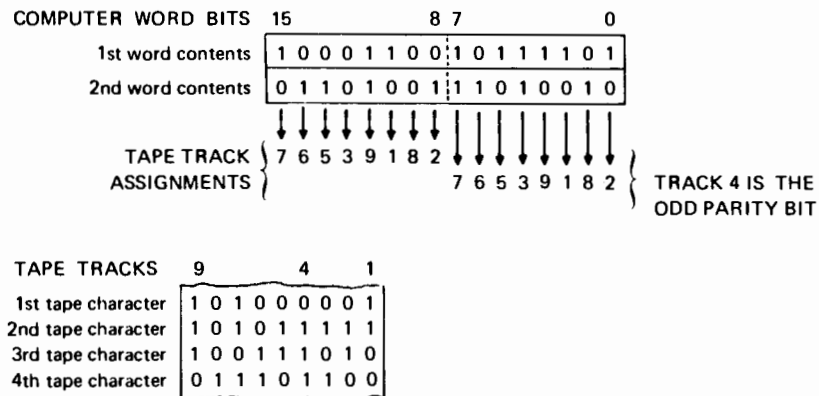 COMPUTER WORD BITS 15 8 7 0
1st word contents 1 0 0 0 1 1 0 0 1 0 1 1 1 1 0 1
2nd word contents 0 1 1 0 1 0 0 1 1 1 0 1 0 0 1 0
TAPE TRACK 7 6 5 3 9 1 8 2
ASSIGNMENTS 7 6 5 3 9 1 8 2 TRACK 4 IS THE
ODD PARITY BIT
TAPE TRACKS 9 4 1
1st tape character 1 0 1 0 0 0 0 0 1
2nd tape character 1 0 1 0 1 1 1 1 1
3rd tape character 1 0 0 1 1 1 0 1 0
4th tape character 0 1 1 1 0 1 1 0 0